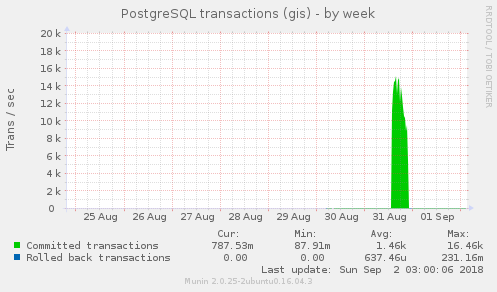 PostgreSQL transactions (gis) - by week
RRDTOOL / TOBI OETIKER
Trans / sec
20 k
18 k
16 k
14 k
12 k
10 k
8 k
6 k
4 k
2 k
0
25 Aug 26 Aug 27 Aug 28 Aug 29 Aug 30 Aug 31 Aug 01 Sep
Cur: Min: Avg: Max:
Committed transactions 787.53m 87.91m 1.46k 16.46k
Rolled back transactions 0.00 0.00 637.46u 231.16m
Last update: Sun Sep 2 03:00:06 2018
Munin 2.0.25-2ubuntu0.16.04.3